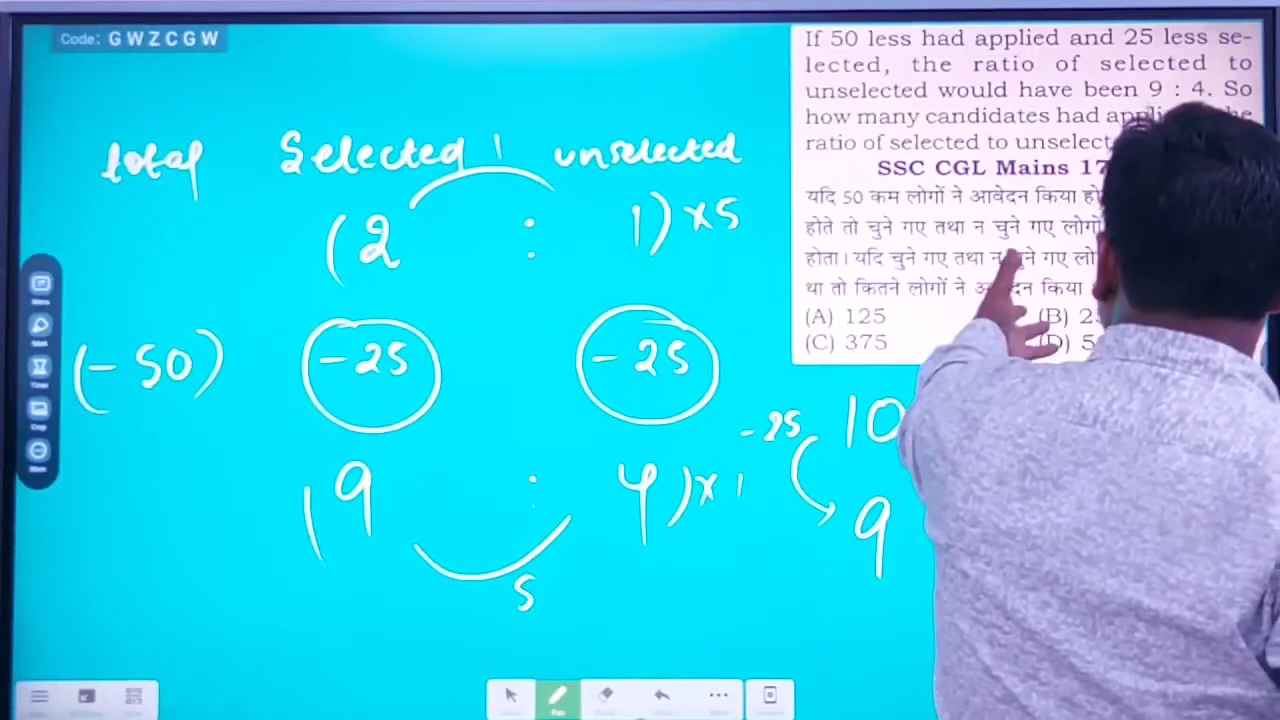 Code: GWZCGW
If 50 less had applied and 25 less se-
lected, the ratio of selected to
unselected would have been 9 : 4. So
how many candidates had
ratio of selected to
SSC CGL Mains 17
यदि 50 कम लोगों ने आवेदन किया
होते तो चुने गए तथा न चुने गए
होता। यदि चुने गए तथा गए
था तो कितने लोगों ने किया
(A) 125 (B)
(C) 375 (D)
total Selected unselected
(2 : 1) ×5
(-50) -25 -25
-25 10
9 : 4) ×1
9
5